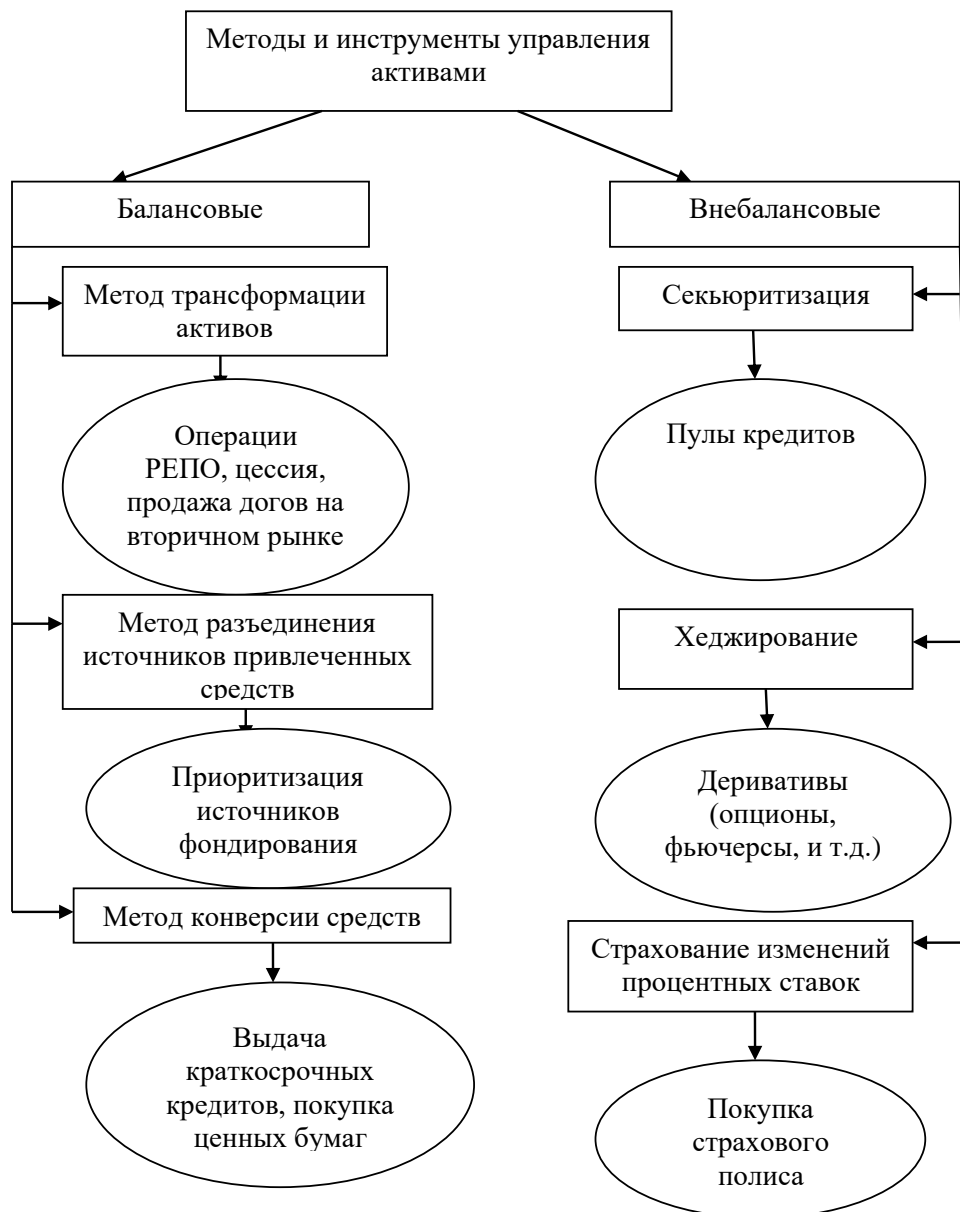 Методы и инструменты управления
активами
Балансовые
Внебалансовые
Метод трансформации
активов
Секьюритизация
Операции
РЕПО, цессия,
продажа догов на
вторичном рынке
Пулы кредитов
Метод разъединения
источников привлеченных
средств
Хеджирование
Приоритизация
источников
фондирования
Деривативы
(опционы,
фьючерсы, и т.д.)
Метод конверсии средств
Страхование изменений
процентных ставок
Выдача
краткосрочных
кредитов, покупка
ценных бумаг
Покупка
страхового
полиса